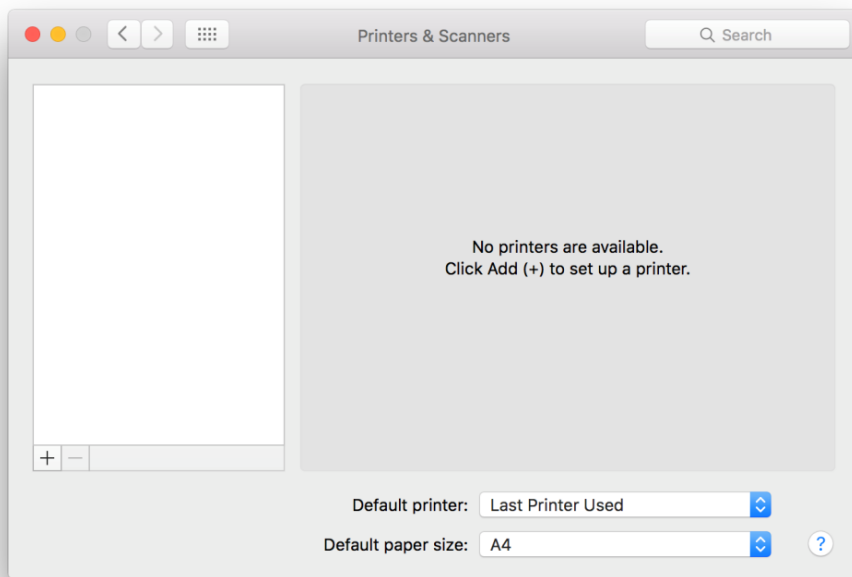 Printers & Scanners
Search
No printers are available.
Click Add (+) to set up a printer.
+ −
Default printer: Last Printer Used
Default paper size: A4
?